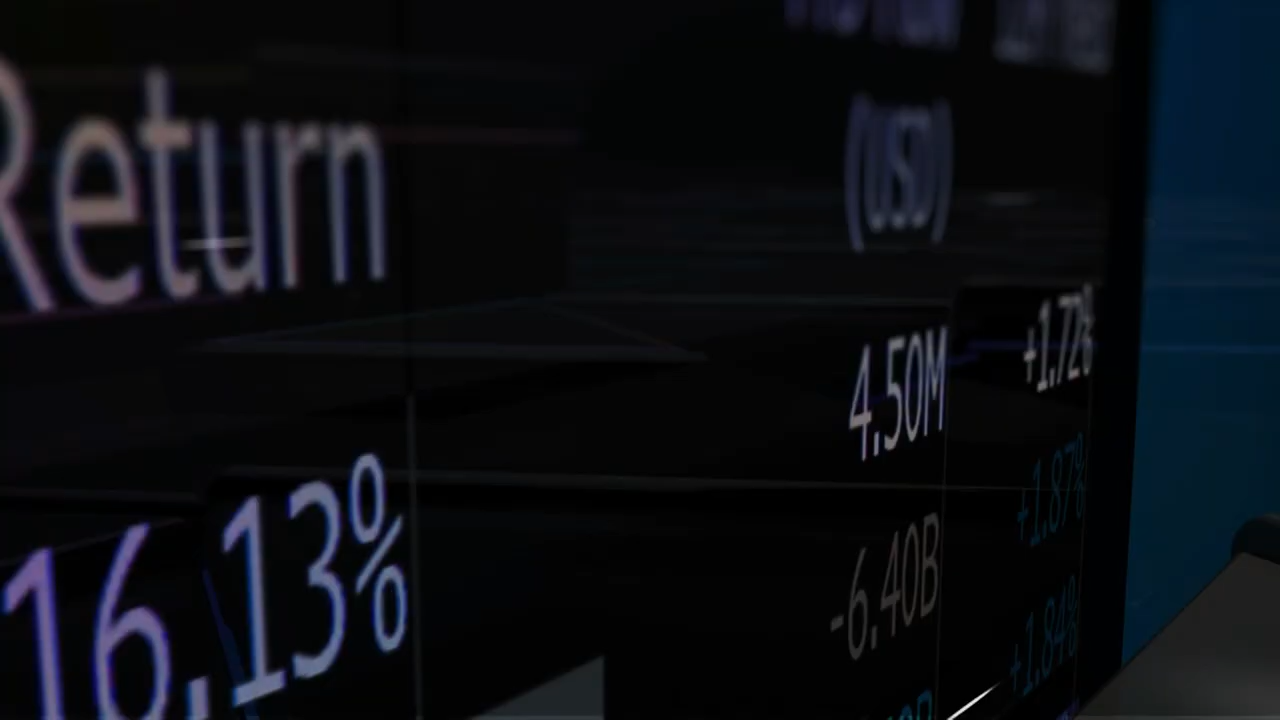 Return
(USD)
4.50M +1.72%
-6.40B +1.87%
16.13% +1.84%